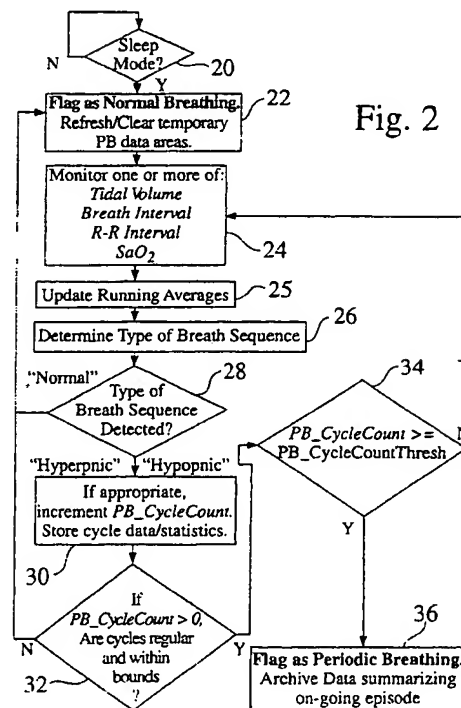 Sleep
Mode?
N
20
Y
Flag as Normal Breathing.
Refresh/Clear temporary
PB data areas.
22
Fig. 2
Monitor one or more of:
Tidal Volume
Breath Interval
R-R Interval
SaO2
24
Update Running Averages
25
Determine Type of Breath Sequence
26
"Normal"
28
Type of
Breath Sequence
Detected?
34
PB_CycleCount >=
PB_CycleCountThresh
N
"Hyperpnic"
"Hypopnic"
If appropriate,
increment PB_CycleCount.
Store cycle data/statistics.
30
Y
If
PB_CycleCount > 0,
Are cycles regular
and within
bounds
?
N
Y
32
36
Flag as Periodic Breathing.
Archive Data summarizing
on-going episode